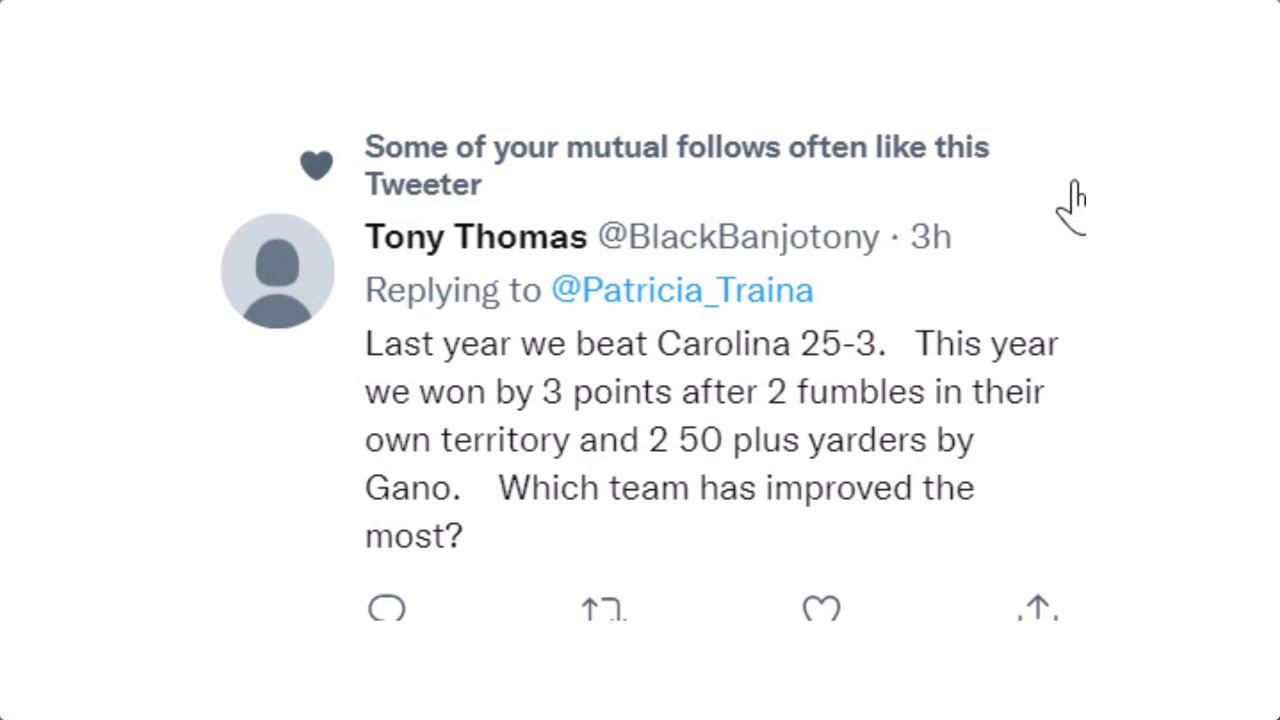 Some of your mutual follows often like this
Tweeter
Tony Thomas @BlackBanjotony · 3h
Replying to @Patricia_Traina
Last year we beat Carolina 25-3.   This year
we won by 3 points after 2 fumbles in their
own territory and 2 50 plus yarders by
Gano.    Which team has improved the
most?